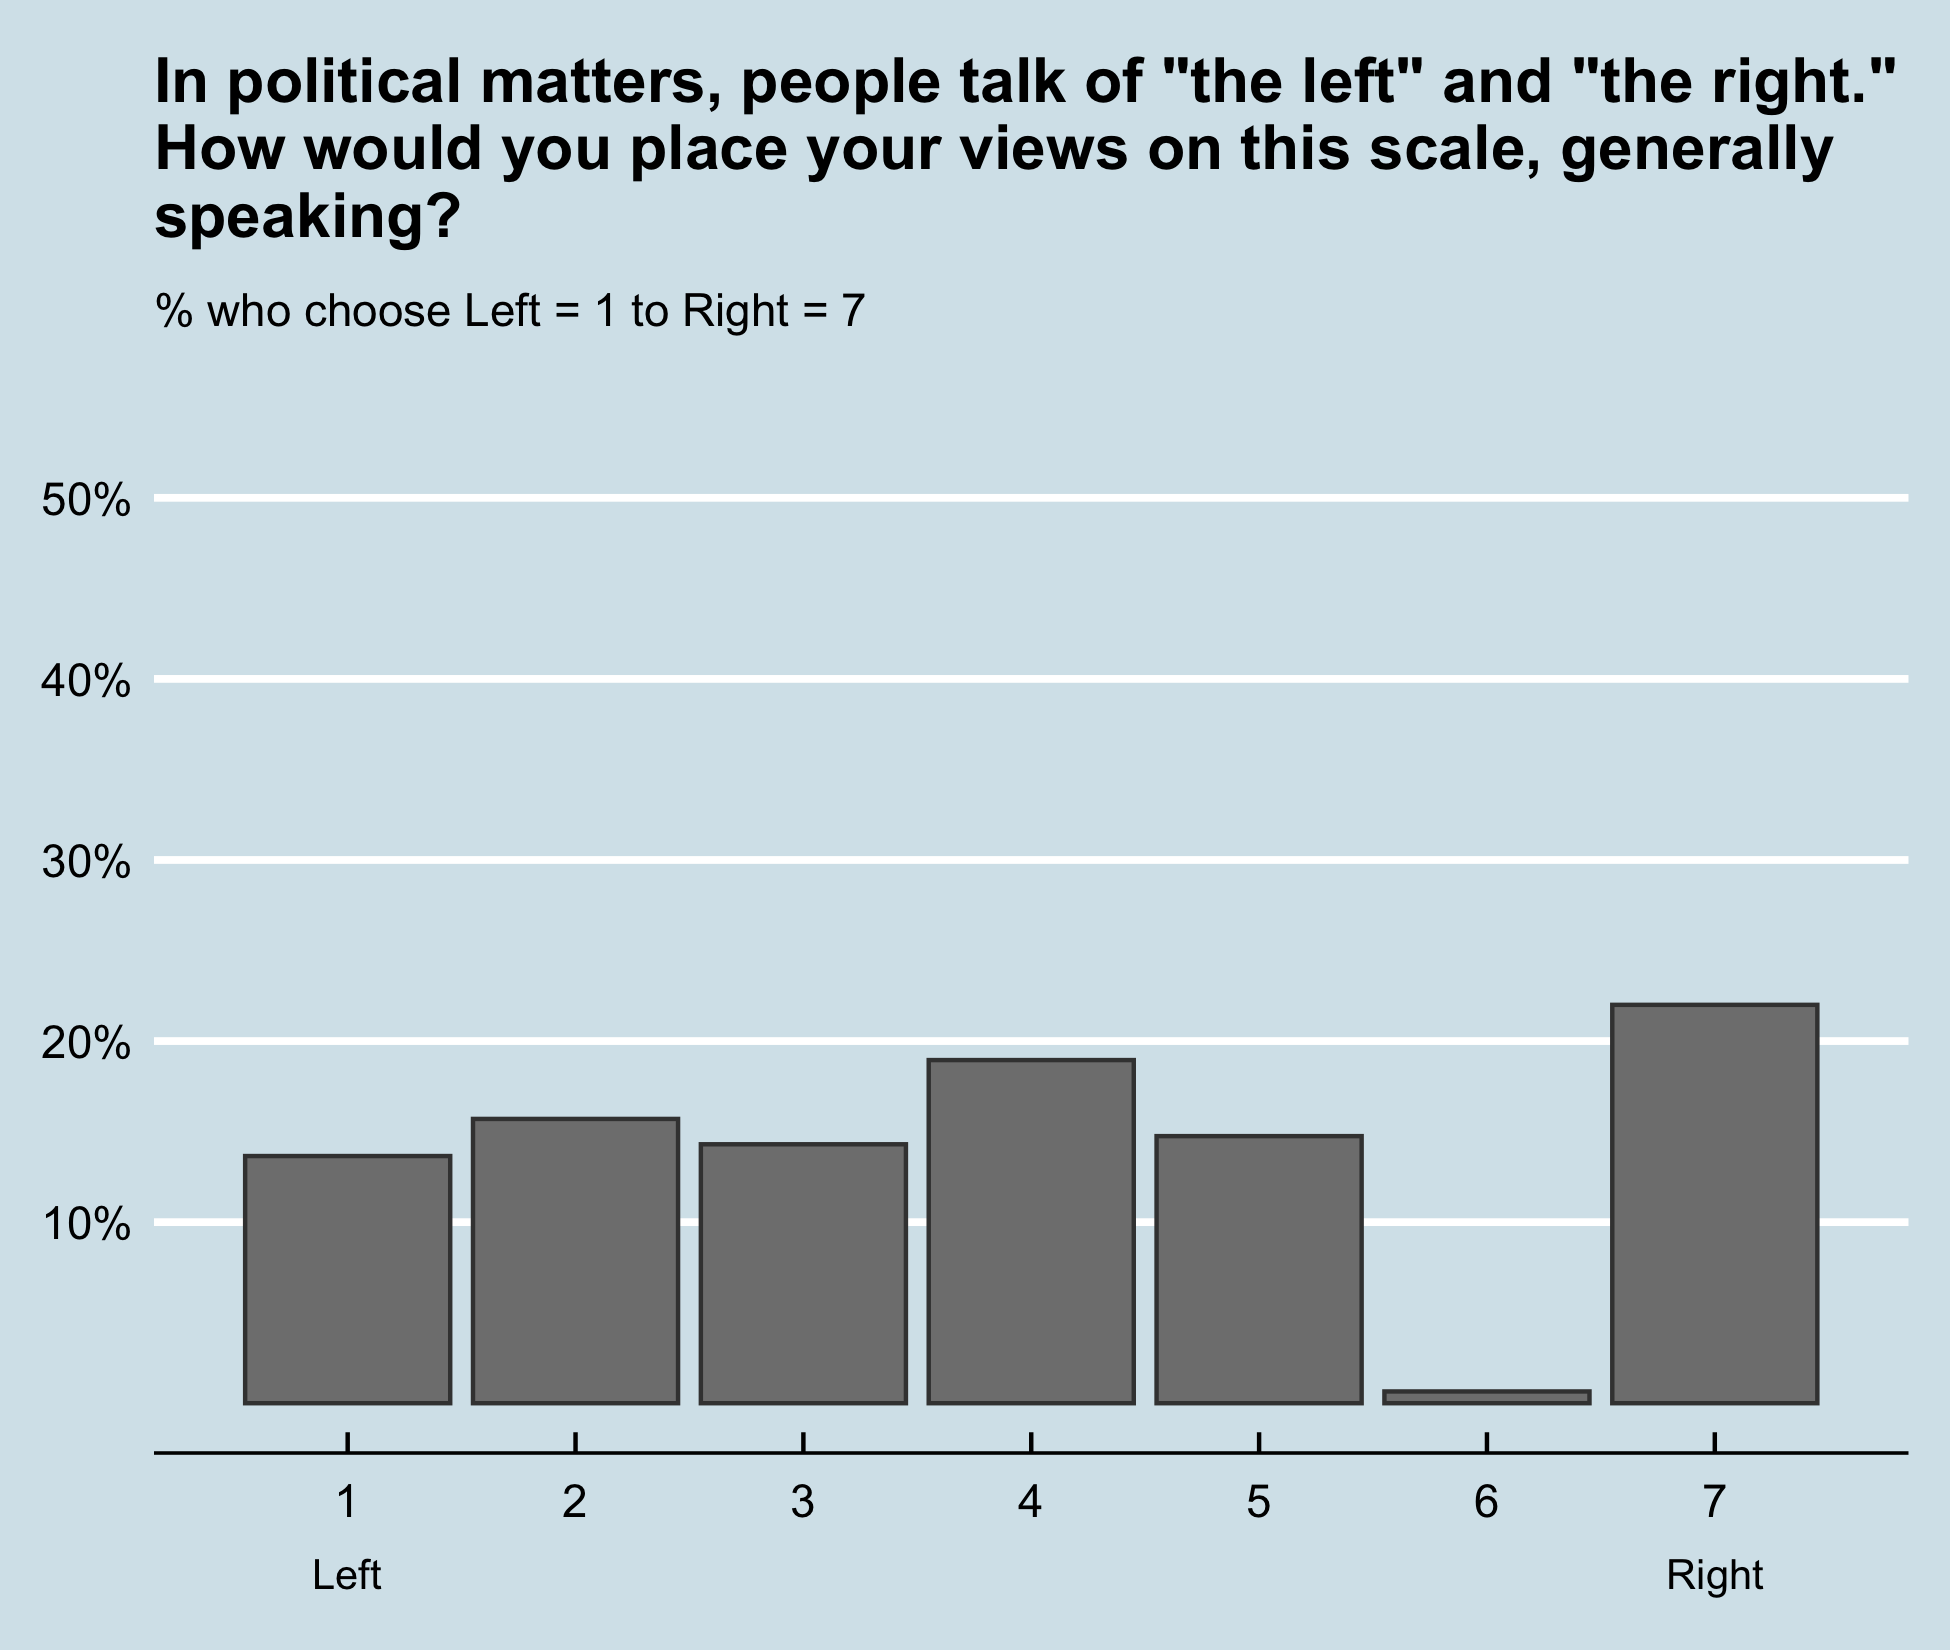 In political matters, people talk of "the left" and "the right."
How would you place your views on this scale, generally
speaking?
% who choose Left = 1 to Right = 7
50%
40%
30%
20%
10%
1 2 3 4 5 6 7
Left Right